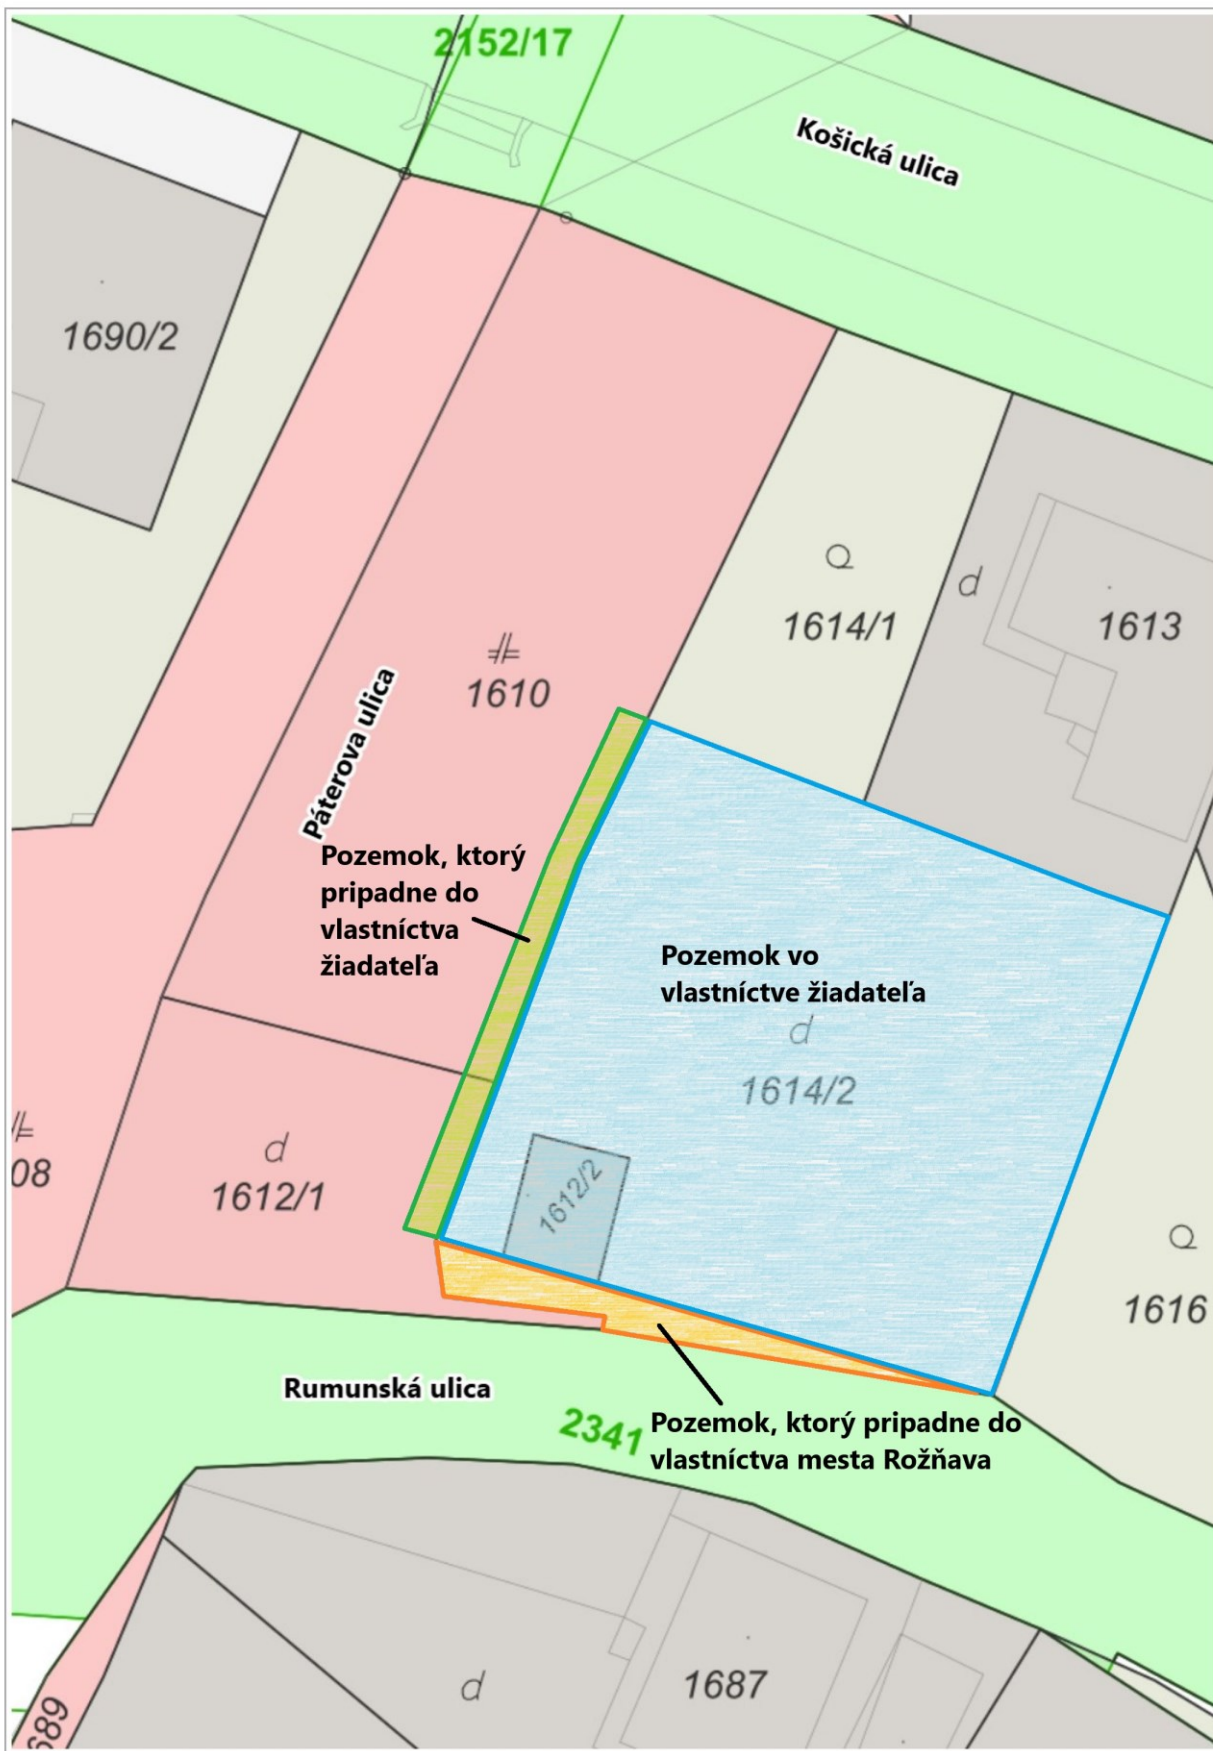 2152/17
Košická ulica
1690/2
Q
1614/1
d
1613
1610
Páterova ulica
Pozemok, ktorý
pripadne do
vlastníctva
žiadateľa
Pozemok vo
vlastníctve žiadateľa
d
1614/2
08
d
1612/1
1612/2
Q
1616
Rumunská ulica
2341
Pozemok, ktorý pripadne do
vlastníctva mesta Rožňava
d
1687
689